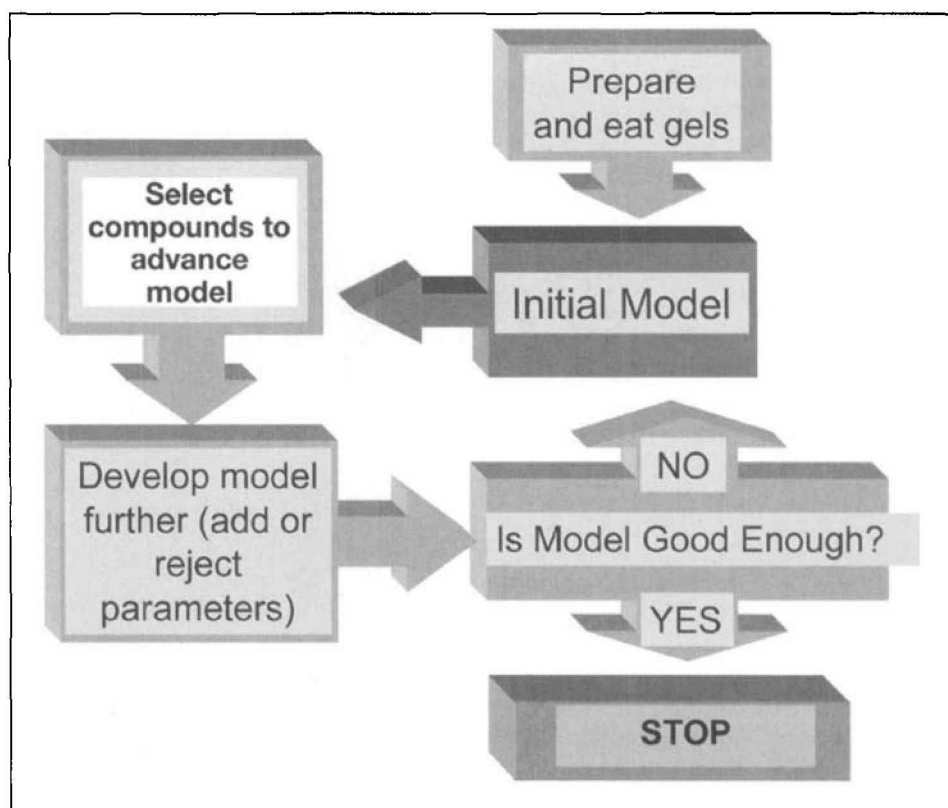 Prepare
and eat gels
Initial Model
Select
compounds to
advance
model
Develop model
further (add or
reject
parameters)
Is Model Good Enough?
NO
YES
STOP